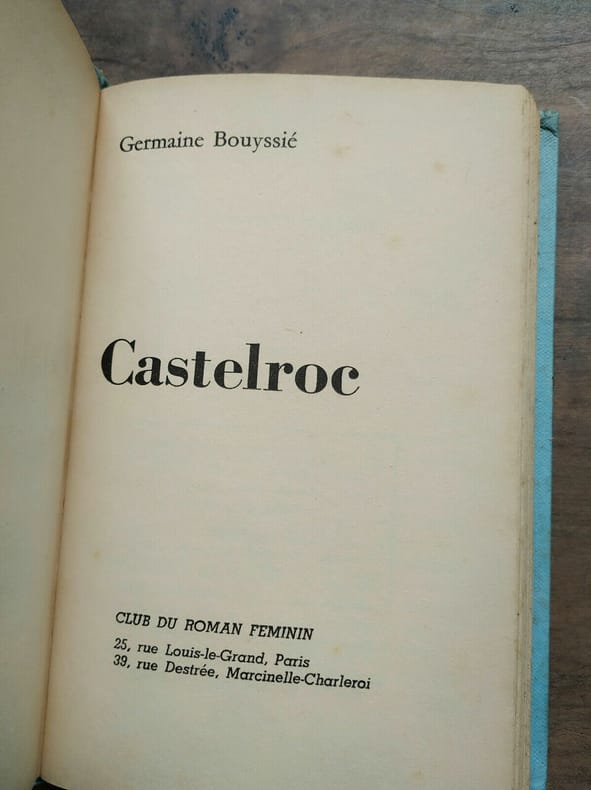 Germaine Bouyssié
Castelroc
CLUB DU ROMAN FEMININ
25, rue Louis-le-Grand, Paris
39, rue Destrée, Marcinelle-Charleroi